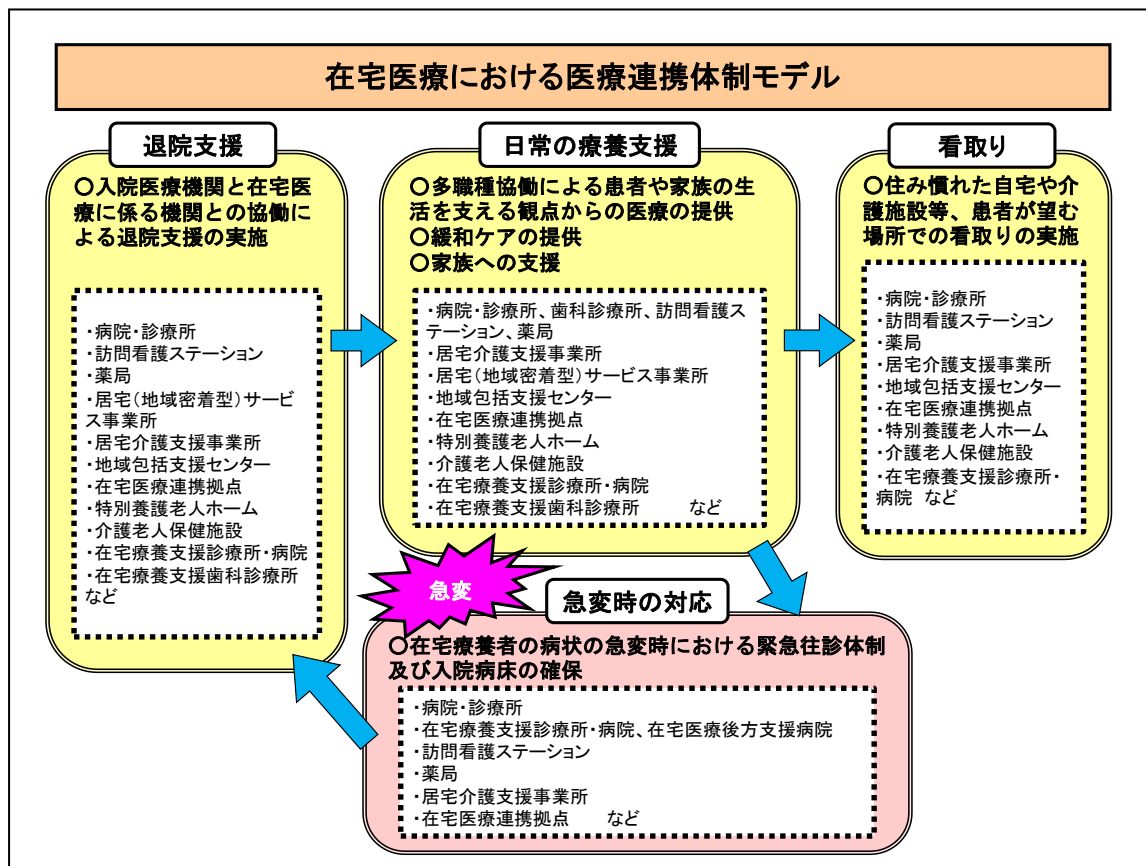 在宅医療における医療連携体制モデル
退院支援
○入院医療機関と在宅医
療に係る機関との協働に
よる退院支援の実施
・病院・診療所
・訪問看護ステーション
・薬局
・居宅（地域密着型）サービ
ス事業所
・居宅介護支援事業所
・地域包括支援センター
・在宅医療連携拠点
・特別養護老人ホーム
・介護老人保健施設
・在宅療養支援診療所・病院
・在宅療養支援歯科診療所
など
日常の療養支援
○多職種協働による患者や家族の生
活を支える観点からの医療の提供
○緩和ケアの提供
○家族への支援
・病院・診療所、歯科診療所、訪問看護ス
テーション、薬局
・居宅介護支援事業所
・居宅（地域密着型）サービス事業所
・地域包括支援センター
・在宅医療連携拠点
・特別養護老人ホーム
・介護老人保健施設
・在宅療養支援診療所・病院
・在宅療養支援歯科診療所　　など
看取り
○住み慣れた自宅や介
護施設等、患者が望む
場所での看取りの実施
・病院・診療所
・訪問看護ステーション
・薬局
・居宅介護支援事業所
・地域包括支援センター
・在宅医療連携拠点
・特別養護老人ホーム
・介護老人保健施設
・在宅療養支援診療所・
病院 など
急変
急変時の対応
○在宅療養者の病状の急変時における緊急往診体制
及び入院病床の確保
・病院・診療所
・在宅療養支援診療所・病院、在宅医療後方支援病院
・訪問看護ステーション
・薬局
・居宅介護支援事業所
・在宅医療連携拠点　　など